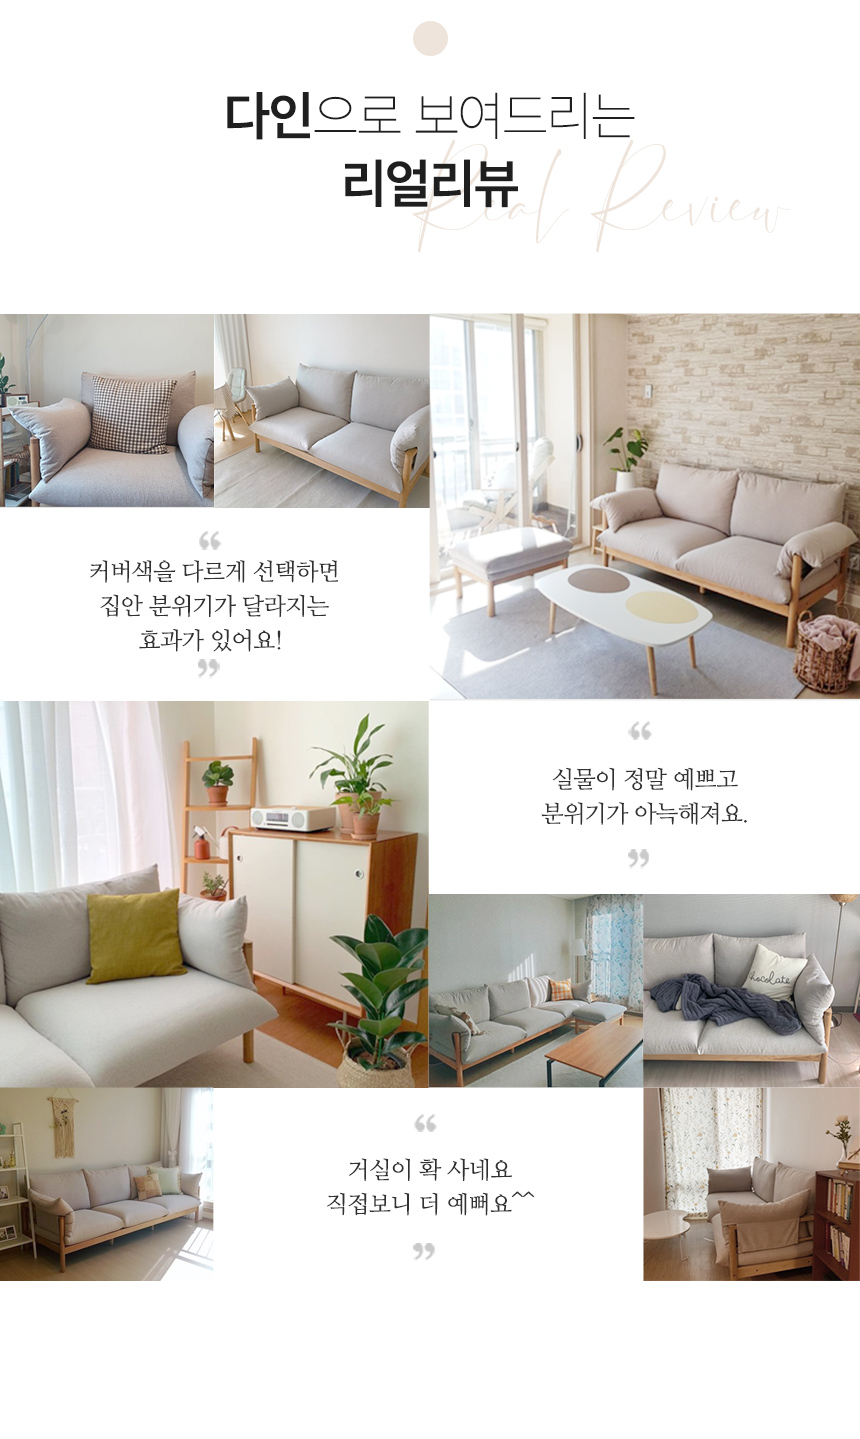 다인으로 보여드리는
리얼리뷰
Real Review
“
커버색을 다르게 선택하면
집안 분위기가 달라지는
효과가 있어요!
”
“
실물이 정말 예쁘고
분위기가 아늑해져요.
”
chocolate
“
거실이 확 사네요
직접보니 더 예뻐요^^
”